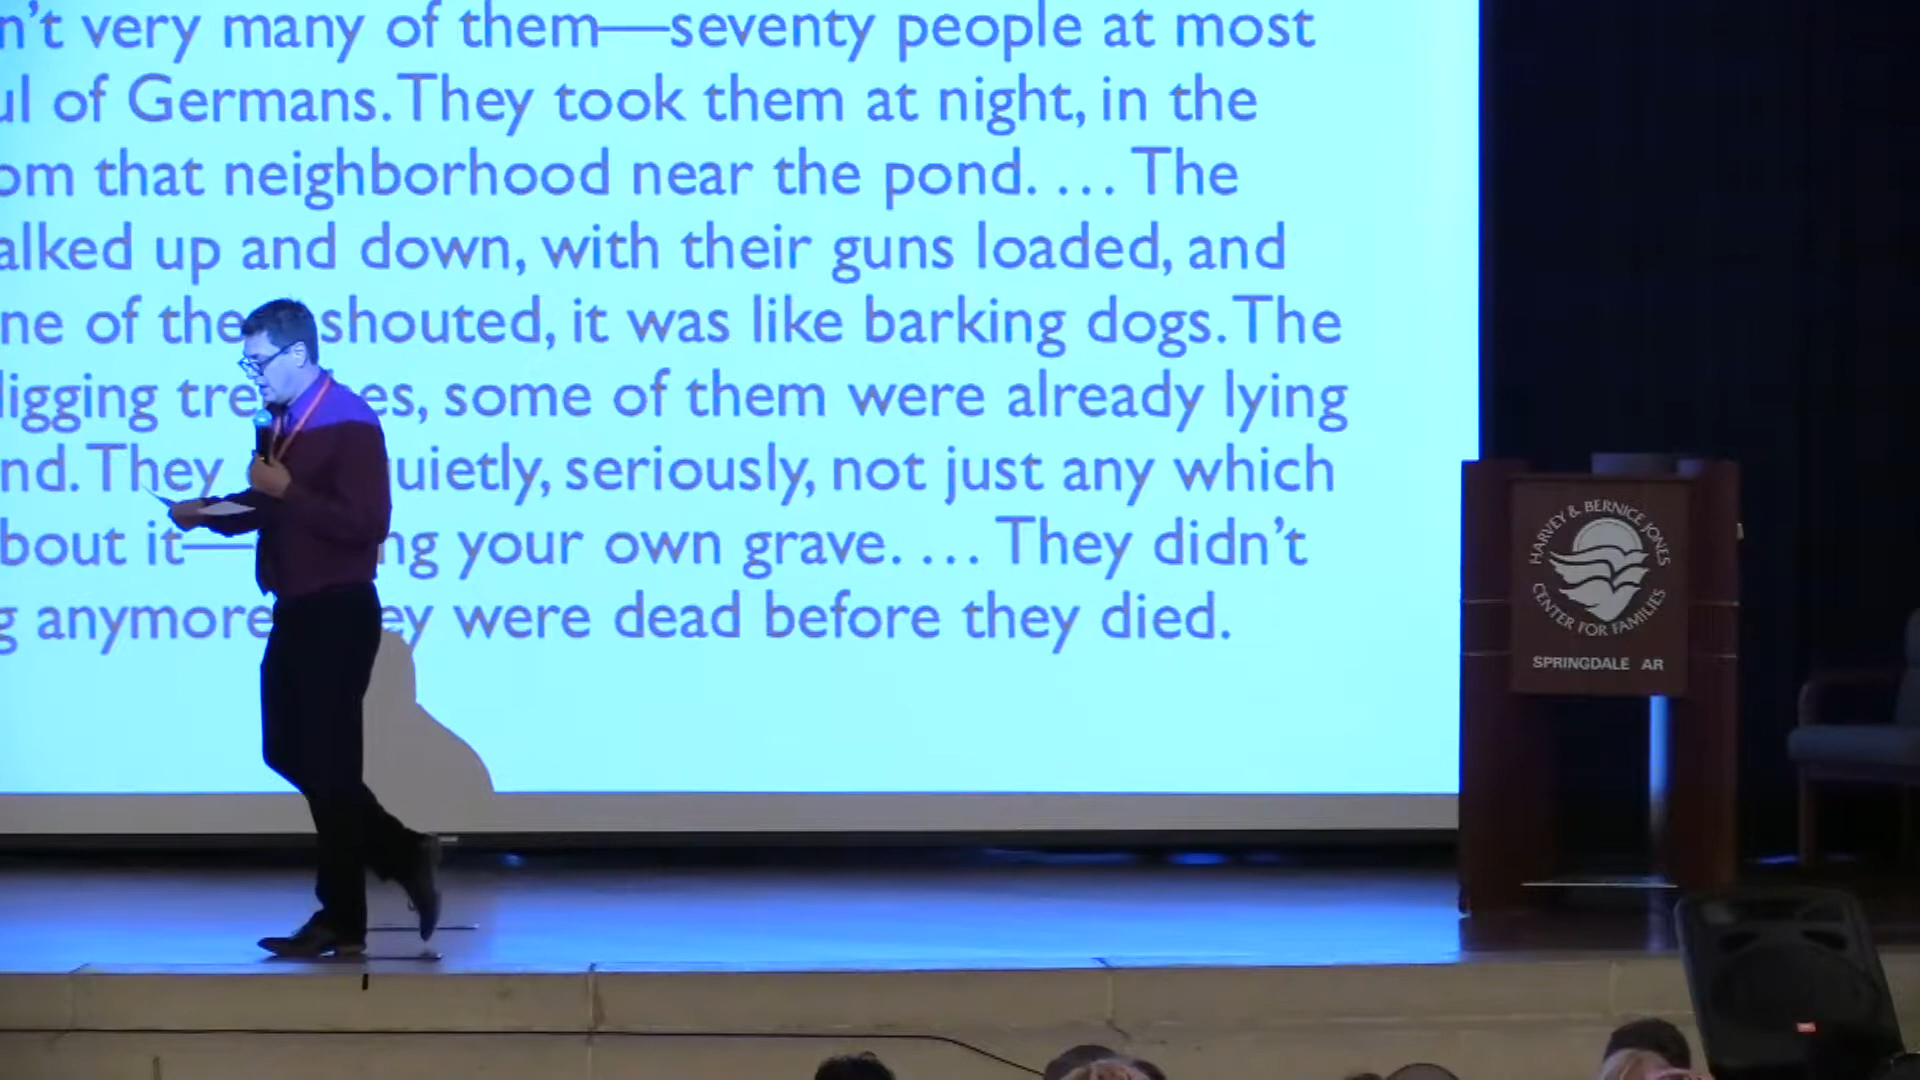 n't very many of them—seventy people at most
ul of Germans. They took them at night, in the
om that neighborhood near the pond. … The
alked up and down, with their guns loaded, and
ne of the shouted, it was like barking dogs. The
digging tre es, some of them were already lying
nd. They uietly, seriously, not just any which
bout it— ng your own grave. … They didn't
g anymore ey were dead before they died.
HARVEY & BERNICE JONES
CENTER FOR FAMILIES
SPRINGDALE AR